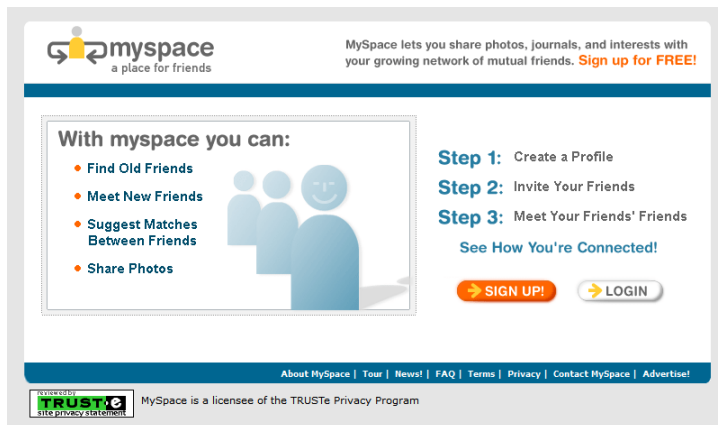 myspace
a place for friends
MySpace lets you share photos, journals, and interests with
your growing network of mutual friends. Sign up for FREE!
With myspace you can:
Find Old Friends
Meet New Friends
Suggest Matches
Between Friends
Share Photos
Step 1: Create a Profile
Step 2: Invite Your Friends
Step 3: Meet Your Friends' Friends
See How You're Connected!
SIGN UP! LOGIN
About MySpace | Tour | News! | FAQ | Terms | Privacy | Contact MySpace | Advertise!
reviewed by
TRUST·e
site privacy statement
MySpace is a licensee of the TRUSTe Privacy Program